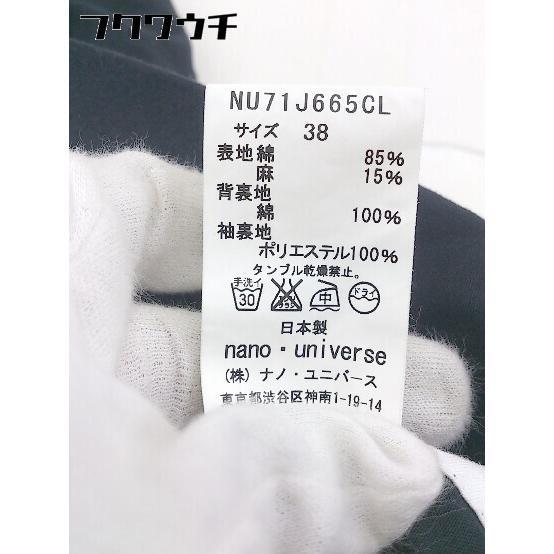 フクワウチ
NU71J665CL
サイズ 38
表地 綿 85%
麻 15%
背裏地
綿 100%
袖裏地
ポリエステル100%
タンブル乾燥禁止。
手洗イ 30 中 ドライ
日本製
nano・universe
(株) ナノ・ユニバース
東京都渋谷区神南1-19-14